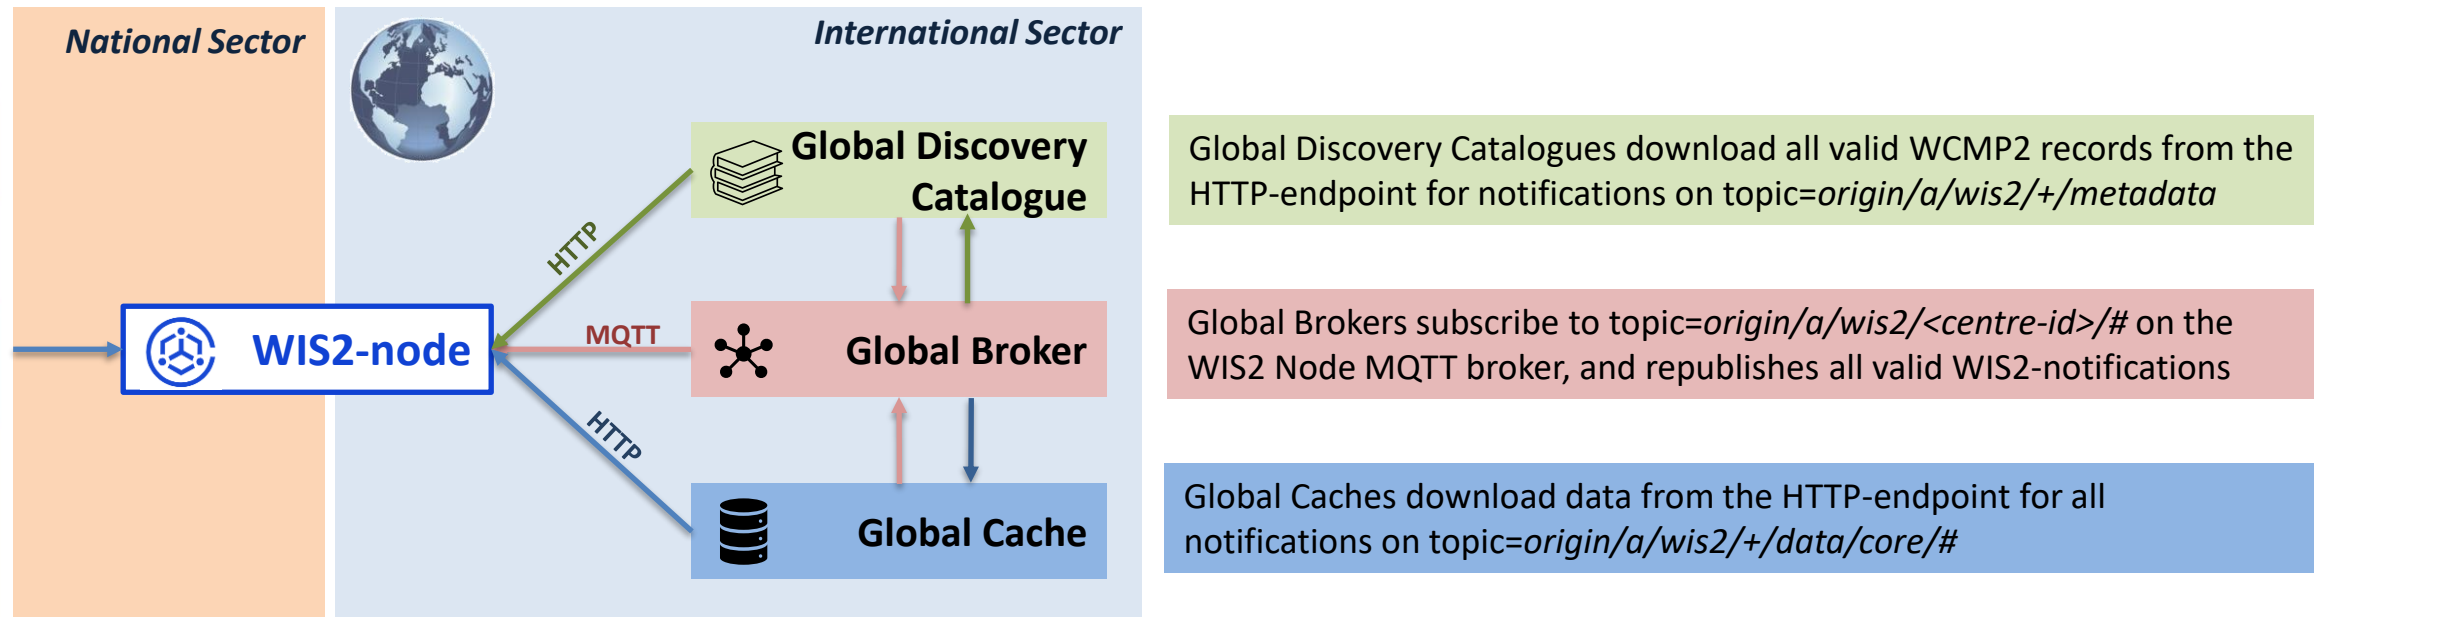 National Sector
International Sector
Global Discovery
Catalogue
HTTP
WIS2-node
MQTT
Global Broker
HTTP
Global Cache
Global Discovery Catalogues download all valid WCMP2 records from the
HTTP-endpoint for notifications on topic=origin/a/wis2/+/metadata
Global Brokers subscribe to topic=origin/a/wis2/<centre-id>/# on the
WIS2 Node MQTT broker, and republishes all valid WIS2-notifications
Global Caches download data from the HTTP-endpoint for all
notifications on topic=origin/a/wis2/+/data/core/#